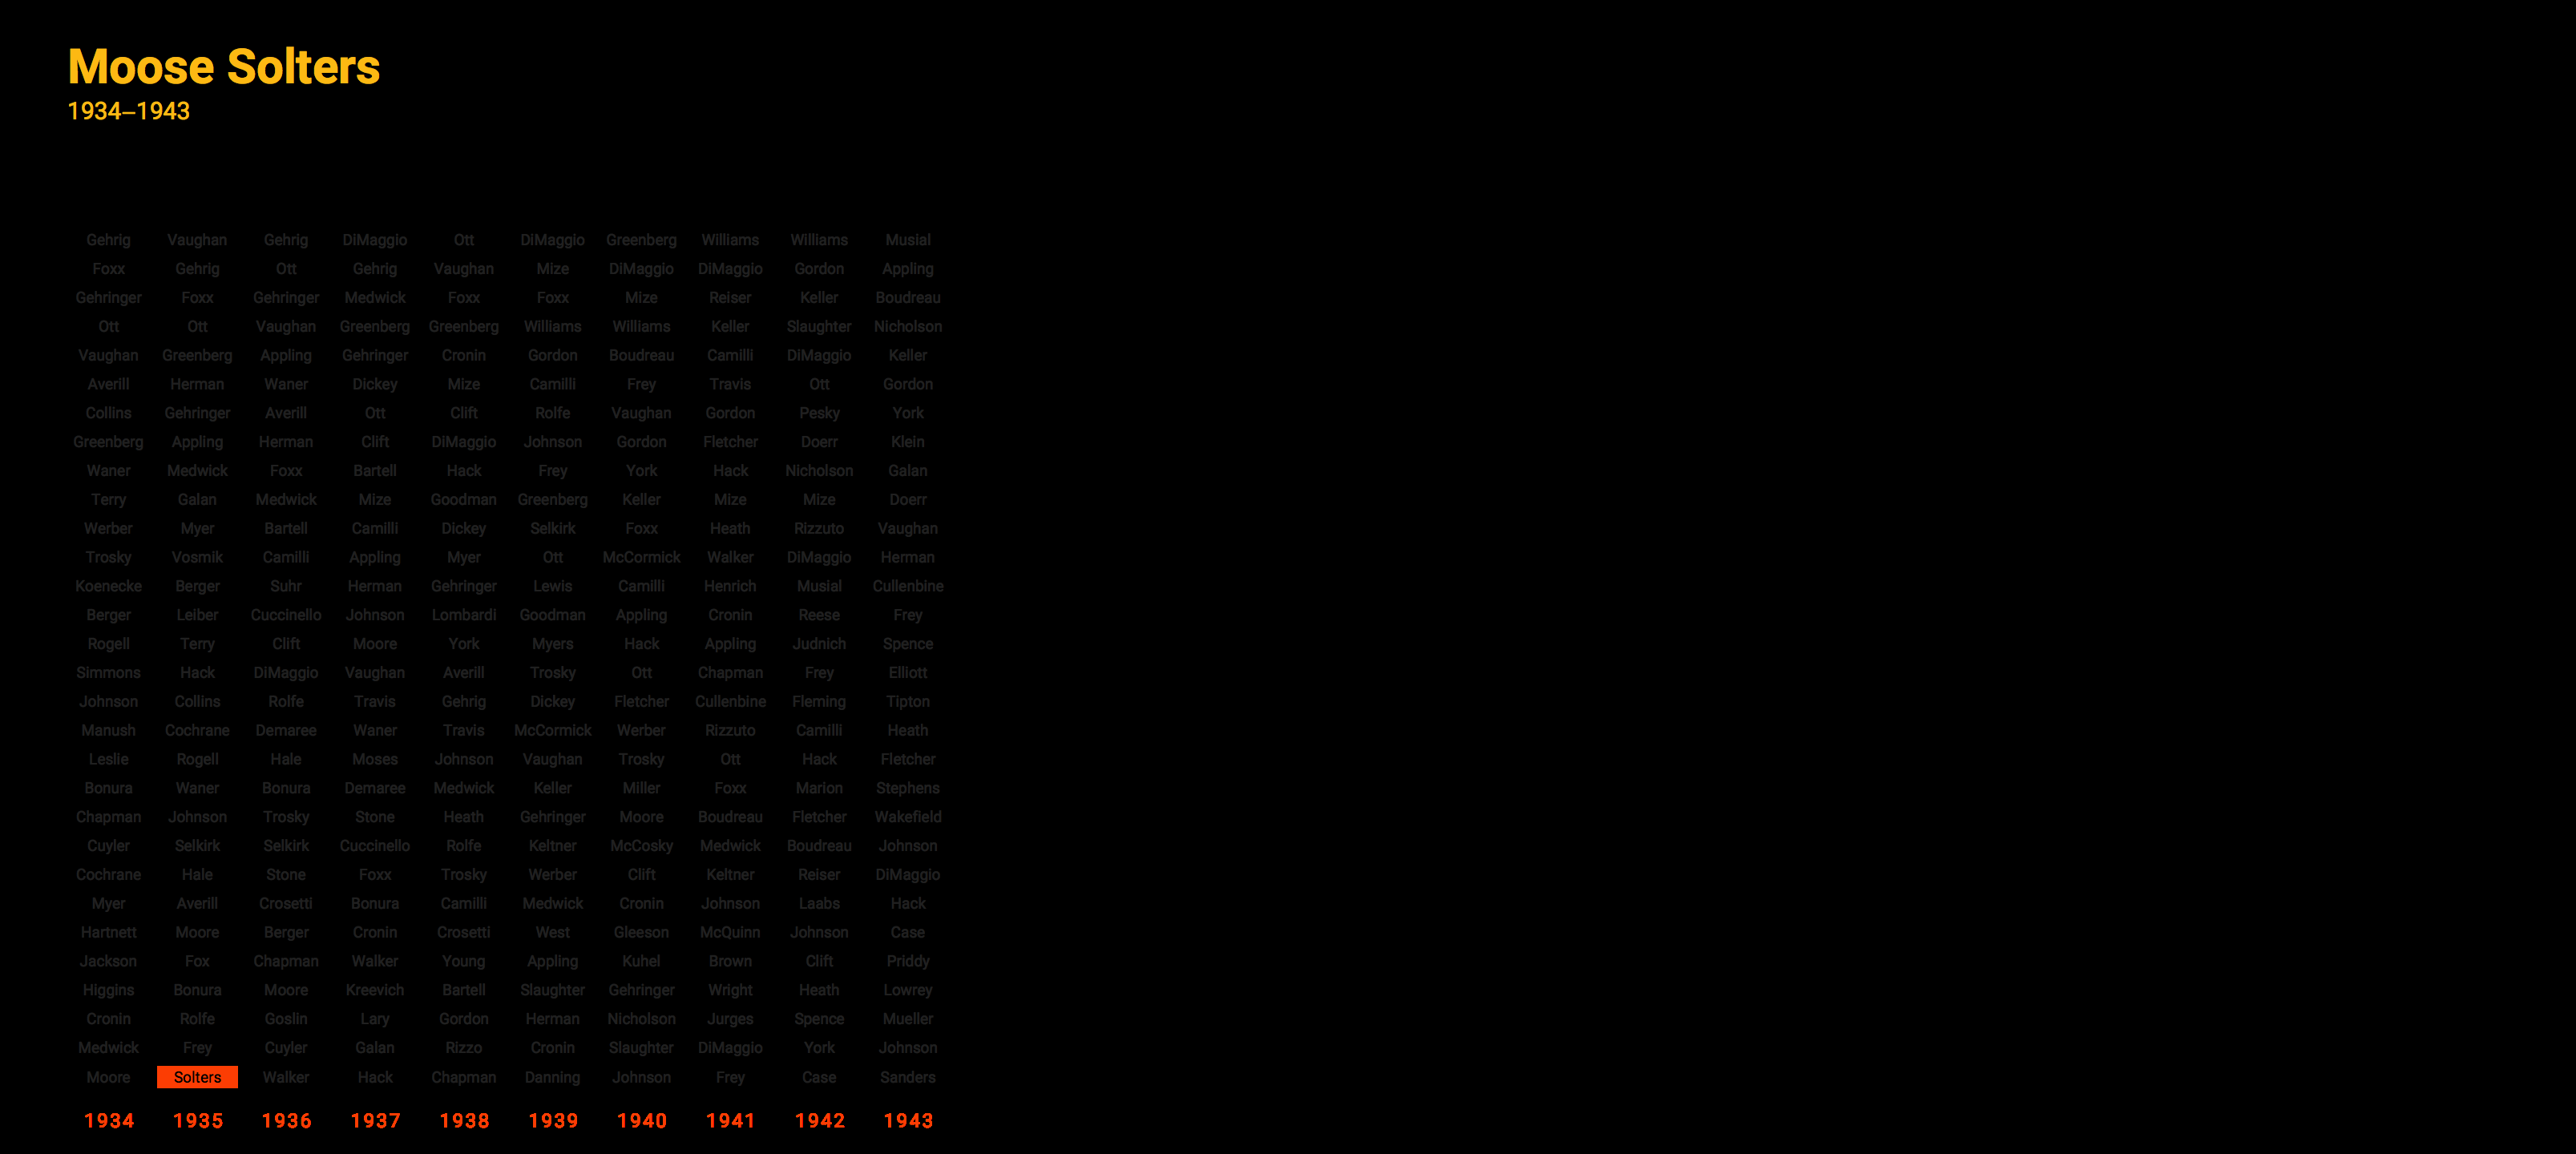 Moose Solters
1934–1943
Gehrig Vaughan Gehrig DiMaggio Ott DiMaggio Greenberg Williams Williams Musial
Foxx Gehrig Ott Gehrig Vaughan Mize DiMaggio DiMaggio Gordon Appling
Gehringer Foxx Gehringer Medwick Foxx Foxx Mize Reiser Keller Boudreau
Ott Ott Vaughan Greenberg Greenberg Williams Williams Keller Slaughter Nicholson
Vaughan Greenberg Appling Gehringer Cronin Gordon Boudreau Camilli DiMaggio Keller
Averill Herman Waner Dickey Mize Camilli Frey Travis Ott Gordon
Collins Gehringer Averill Ott Clift Rolfe Vaughan Gordon Pesky York
Greenberg Appling Herman Clift DiMaggio Johnson Gordon Fletcher Doerr Klein
Waner Medwick Foxx Bartell Hack Frey York Hack Nicholson Galan
Terry Galan Medwick Mize Goodman Greenberg Keller Mize Mize Doerr
Werber Myer Bartell Camilli Dickey Selkirk Foxx Heath Rizzuto Vaughan
Trosky Vosmik Camilli Appling Myer Ott McCormick Walker DiMaggio Herman
Koenecke Berger Suhr Herman Gehringer Lewis Camilli Henrich Musial Cullenbine
Berger Leiber Cuccinello Johnson Lombardi Goodman Appling Cronin Reese Frey
Rogell Terry Clift Moore York Myers Hack Appling Judnich Spence
Simmons Hack DiMaggio Vaughan Averill Trosky Ott Chapman Frey Elliott
Johnson Collins Rolfe Travis Gehrig Dickey Fletcher Cullenbine Fleming Tipton
Manush Cochrane Demaree Waner Travis McCormick Werber Rizzuto Camilli Heath
Leslie Rogell Hale Moses Johnson Vaughan Trosky Ott Hack Fletcher
Bonura Waner Bonura Demaree Medwick Keller Miller Foxx Marion Stephens
Chapman Johnson Trosky Stone Heath Gehringer Moore Boudreau Fletcher Wakefield
Cuyler Selkirk Selkirk Cuccinello Rolfe Keltner McCosky Medwick Boudreau Johnson
Cochrane Hale Stone Foxx Trosky Werber Clift Keltner Reiser DiMaggio
Myer Averill Crosetti Bonura Camilli Medwick Cronin Johnson Laabs Hack
Hartnett Moore Berger Cronin Crosetti West Gleeson McQuinn Johnson Case
Jackson Fox Chapman Walker Young Appling Kuhel Brown Clift Priddy
Higgins Bonura Moore Kreevich Bartell Slaughter Gehringer Wright Heath Lowrey
Cronin Rolfe Goslin Lary Gordon Herman Nicholson Jurges Spence Mueller
Medwick Frey Cuyler Galan Rizzo Cronin Slaughter DiMaggio York Johnson
Moore Solters Walker Hack Chapman Danning Johnson Frey Case Sanders
1934 1935 1936 1937 1938 1939 1940 1941 1942 1943